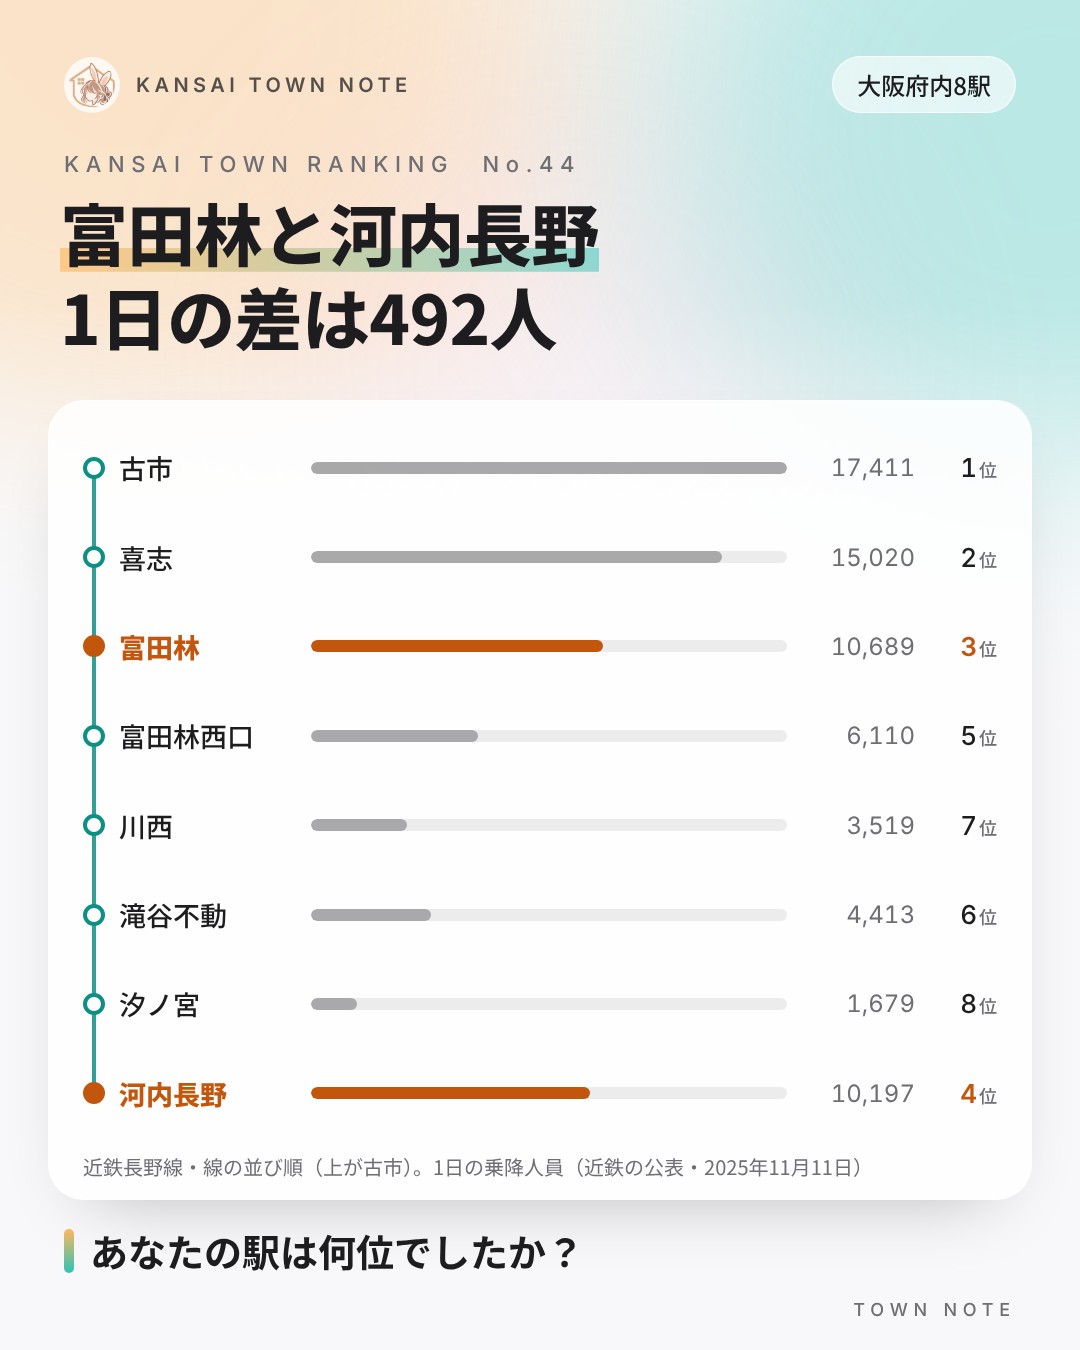 KANSAI TOWN NOTE
大阪府内8駅
KANSAI TOWN RANKING No.44
富田林と河内長野
1日の差は492人
古市 17,411 1位
喜志 15,020 2位
富田林 10,689 3位
富田林西口 6,110 5位
川西 3,519 7位
滝谷不動 4,413 6位
汐ノ宮 1,679 8位
河内長野 10,197 4位
近鉄長野線・線の並び順（上が古市）。1日の乗降人員（近鉄の公表・2025年11月11日）
あなたの駅は何位でしたか？
TOWN NOTE